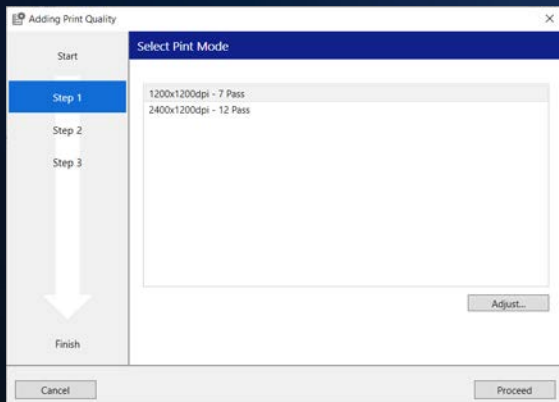 Adding Print Quality
Start
Step 1
Step 2
Step 3
Finish
Select Pint Mode
1200x1200dpi - 7 Pass
2400x1200dpi - 12 Pass
Adjust...
Cancel
Proceed